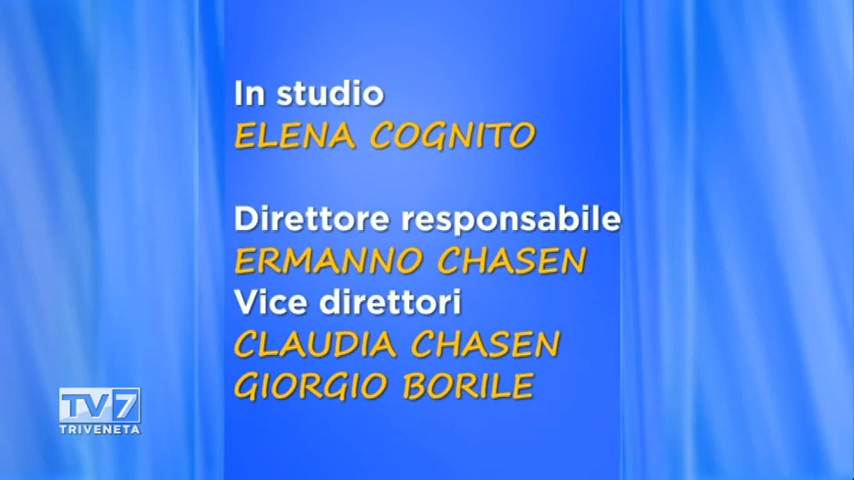 In studio
ELENA COGNITO
Direttore responsabile
ERMANNO CHASEN
Vice direttori
CLAUDIA CHASEN
GIORGIO BORILE
TV7
TRIVENETA